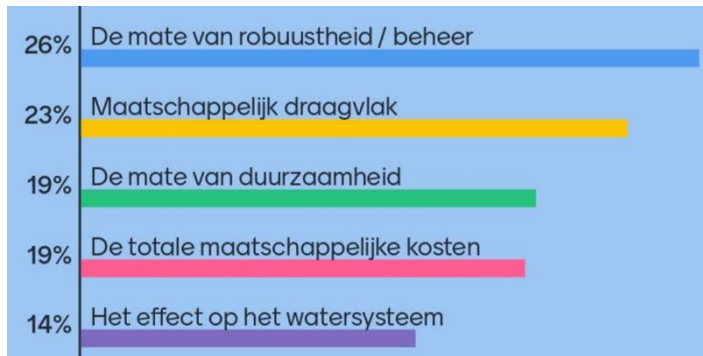 26% De mate van robuustheid / beheer
23% Maatschappelijk draagvlak
19% De mate van duurzaamheid
19% De totale maatschappelijke kosten
14% Het effect op het watersysteem